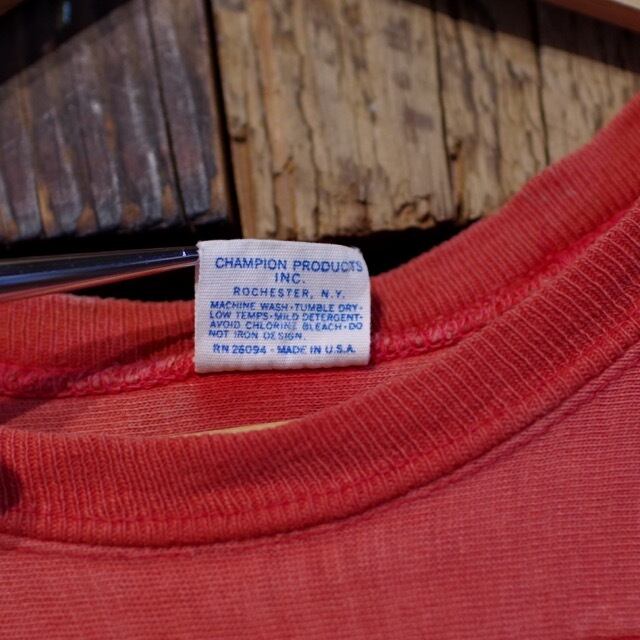 CHAMPION PRODUCTS
INC.
ROCHESTER, N.Y.
MACHINE WASH·TUMBLE DRY·
LOW TEMPS·MILD DETERGENT·
AVOID CHLORINE BLEACH·DO
NOT IRON DESIGN.
RN 26094 · MADE IN U.S.A.